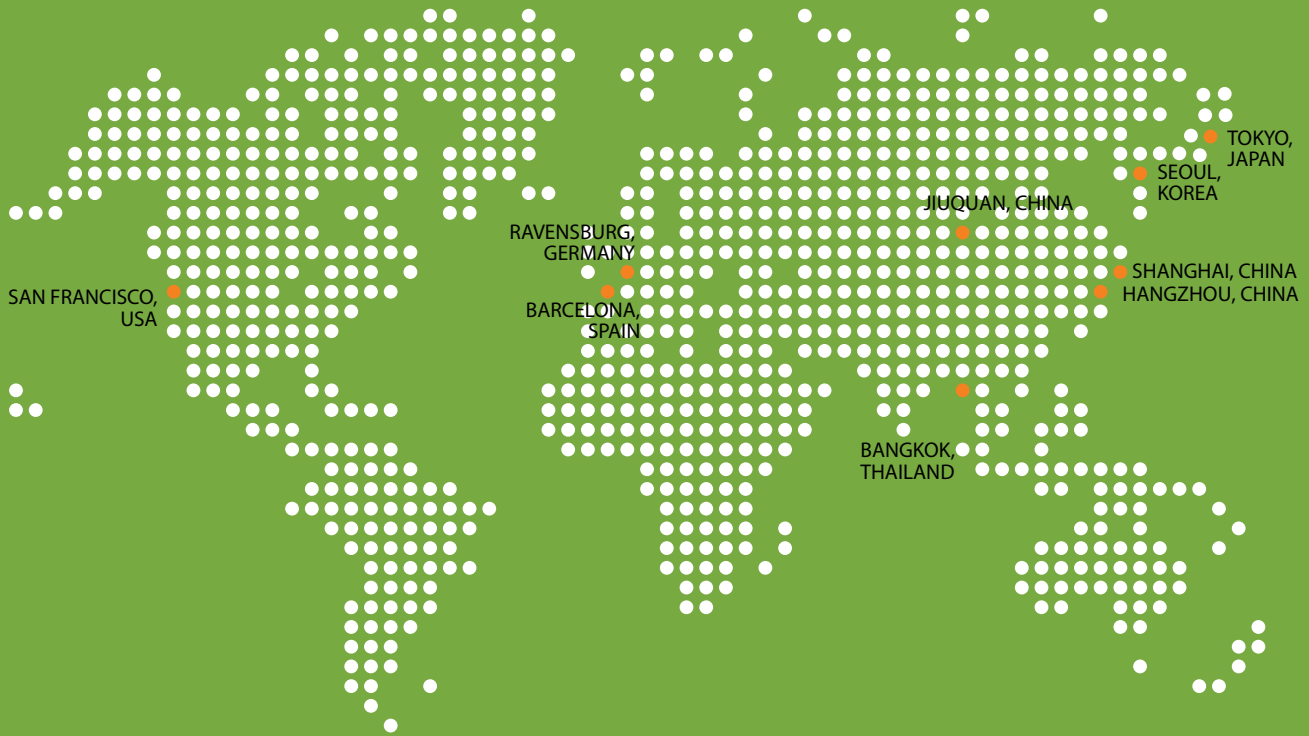 TOKYO,
JAPAN
SEOUL,
KOREA
JIUQUAN, CHINA
RAVENSBURG,
GERMANY
SHANGHAI, CHINA
HANGZHOU, CHINA
SAN FRANCISCO,
USA
BARCELONA,
SPAIN
BANGKOK,
THAILAND